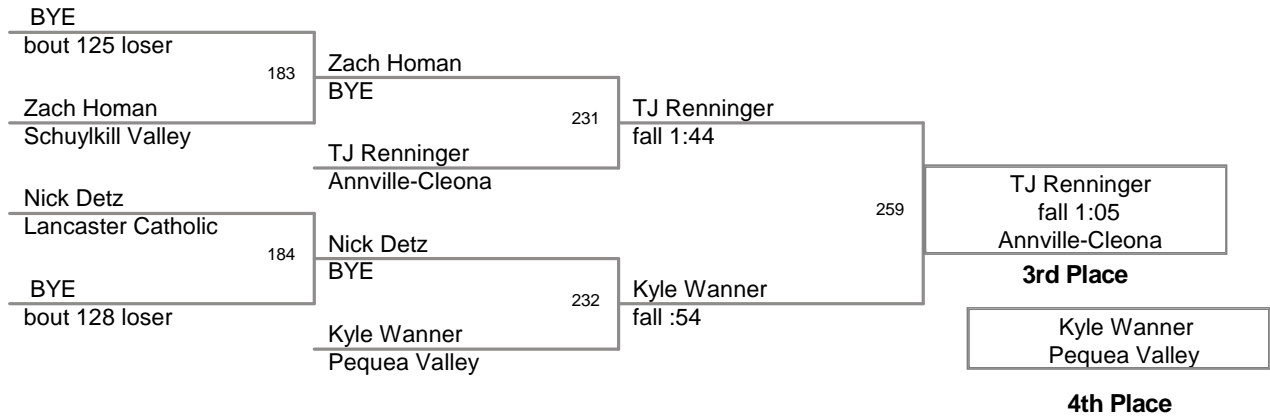 BYE
bout 125 loser
183
Zach Homan
Schuylkill Valley
Zach Homan
BYE
231
TJ Renninger
Annville-Cleona
TJ Renninger
fall 1:44
Nick Detz
Lancaster Catholic
184
BYE
bout 128 loser
Nick Detz
BYE
232
Kyle Wanner
Pequea Valley
Kyle Wanner
fall :54
259
TJ Renninger
fall 1:05
Annville-Cleona
3rd Place
Kyle Wanner
Pequea Valley
4th Place